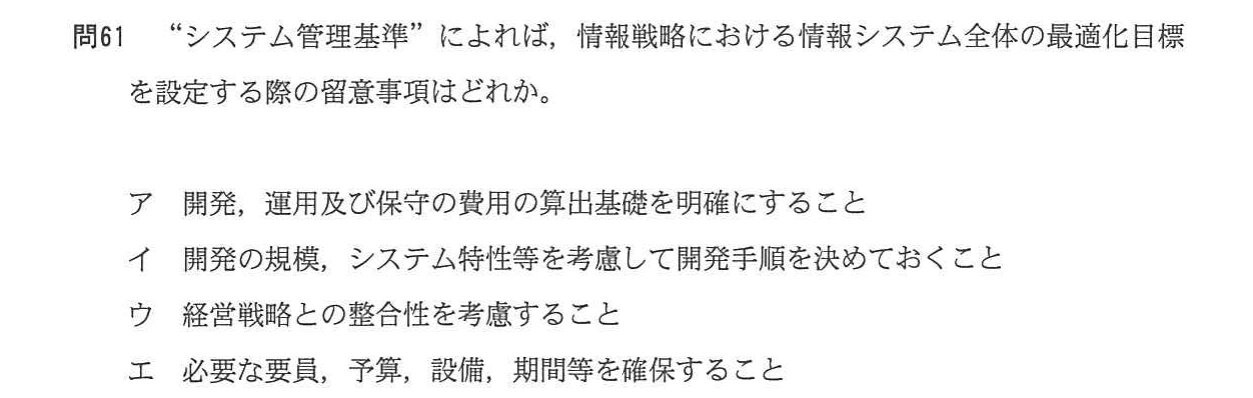 問61 “システム管理基準”によれば，情報戦略における情報システム全体の最適化目標
を設定する際の留意事項はどれか。
ア 開発，運用及び保守の費用の算出基礎を明確にすること
イ 開発の規模，システム特性等を考慮して開発手順を決めておくこと
ウ 経営戦略との整合性を考慮すること
エ 必要な要員，予算，設備，期間等を確保すること